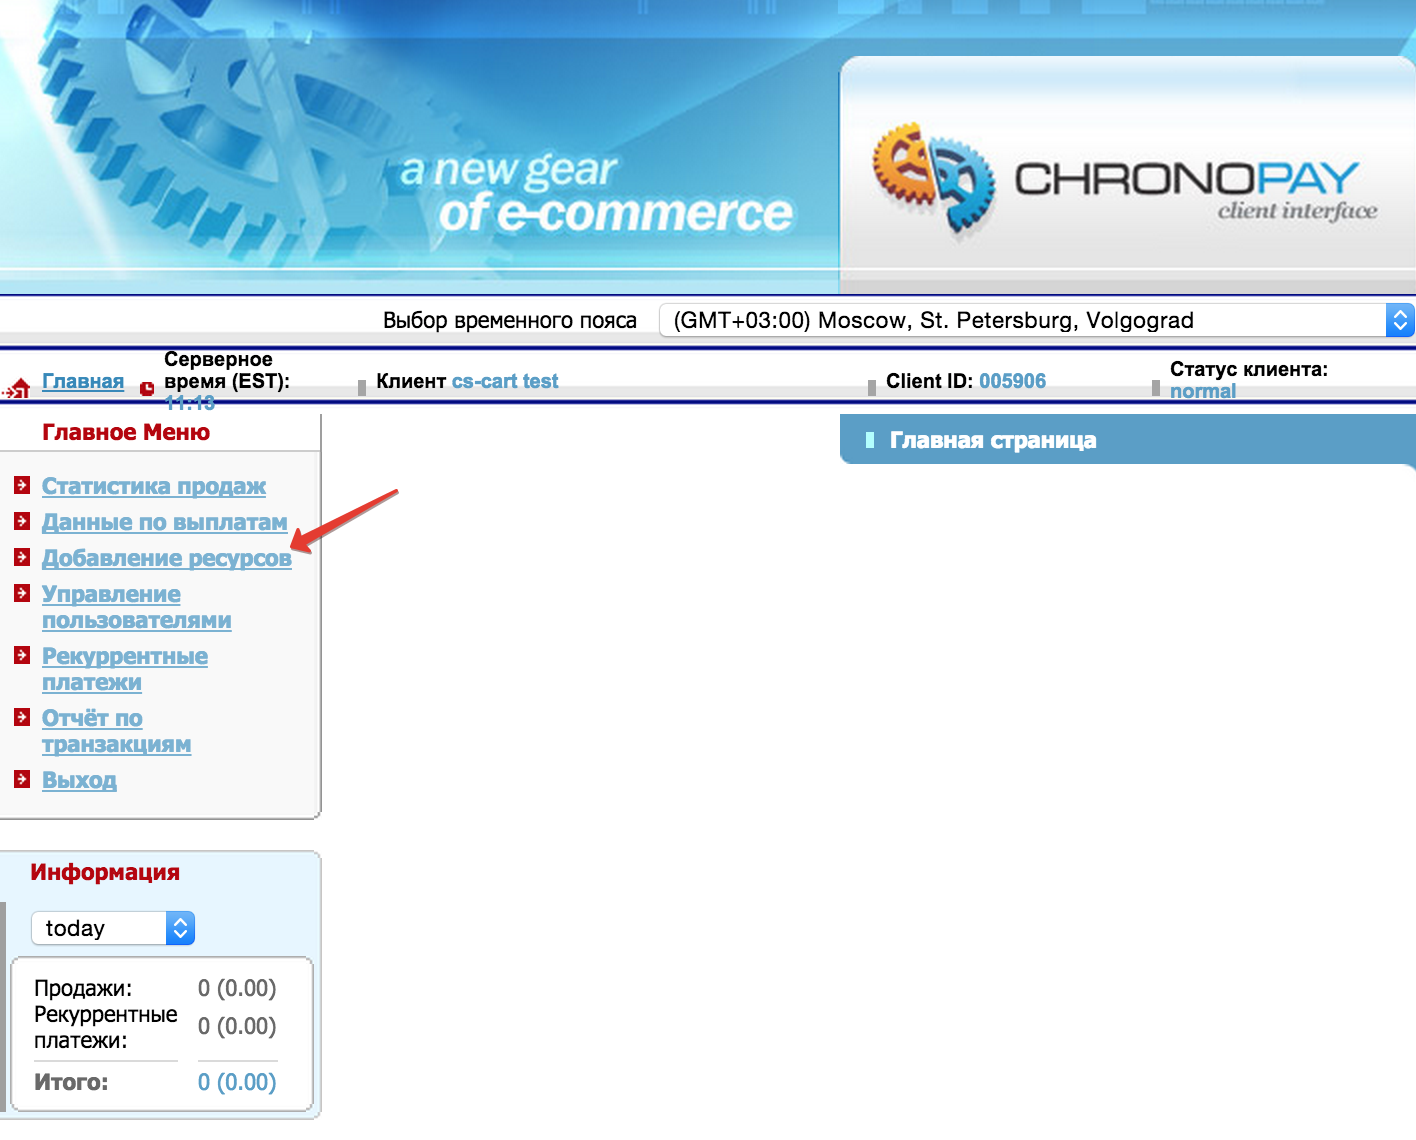 a new gear
of e-commerce
CHRONOPAY
client interface
Выбор временного пояса
(GMT+03:00) Moscow, St. Petersburg, Volgograd
Главная
Серверное
время (EST):
11:13
Клиент cs-cart test
Client ID: 005906
Статус клиента:
normal
Главное Меню
Статистика продаж
Данные по выплатам
Добавление ресурсов
Управление
пользователями
Рекуррентные
платежи
Отчёт по
транзакциям
Выход
Главная страница
Информация
today
Продажи: 0 (0.00)
Рекуррентные
платежи: 0 (0.00)
Итого: 0 (0.00)